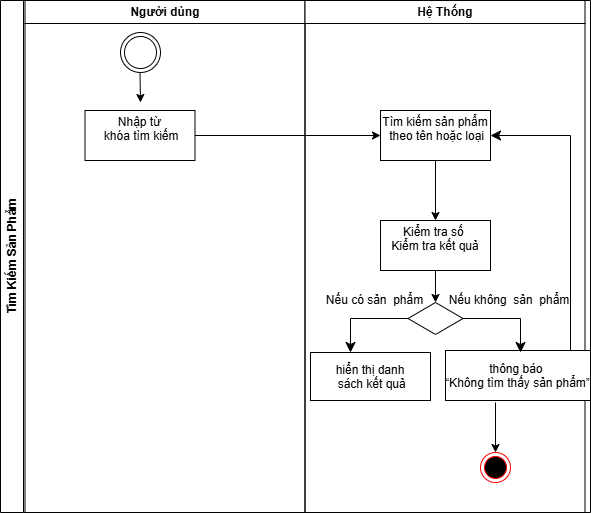 Người dùng
Hệ Thống
Tìm Kiếm Sản Phẩm
Nhập từ
khóa tìm kiếm
Tìm kiếm sản phẩm
theo tên hoặc loại
Kiểm tra số
Kiểm tra kết quả
Nếu có sản phẩm
Nếu không sản phẩm
hiển thị danh
sách kết quả
thông báo
“Không tìm thấy sản phẩm”